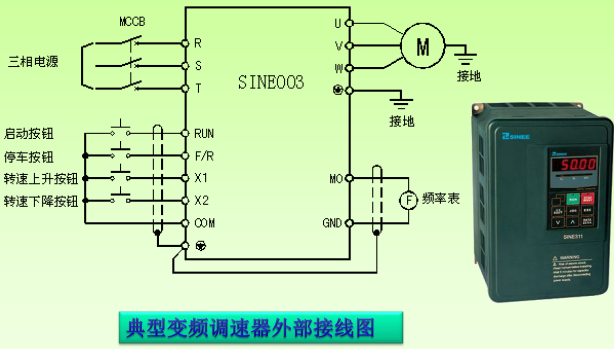 MCCB
三相电源
R
S
T
SINE003
U
V
W
M
接地
接地
启动按钮
RUN
停车按钮
F/R
转速上升按钮
X1
转速下降按钮
X2
COM
MO
F
频率表
GND
SINEE
50.00
SINE311
WARNING
典型变频调速器外部接线图